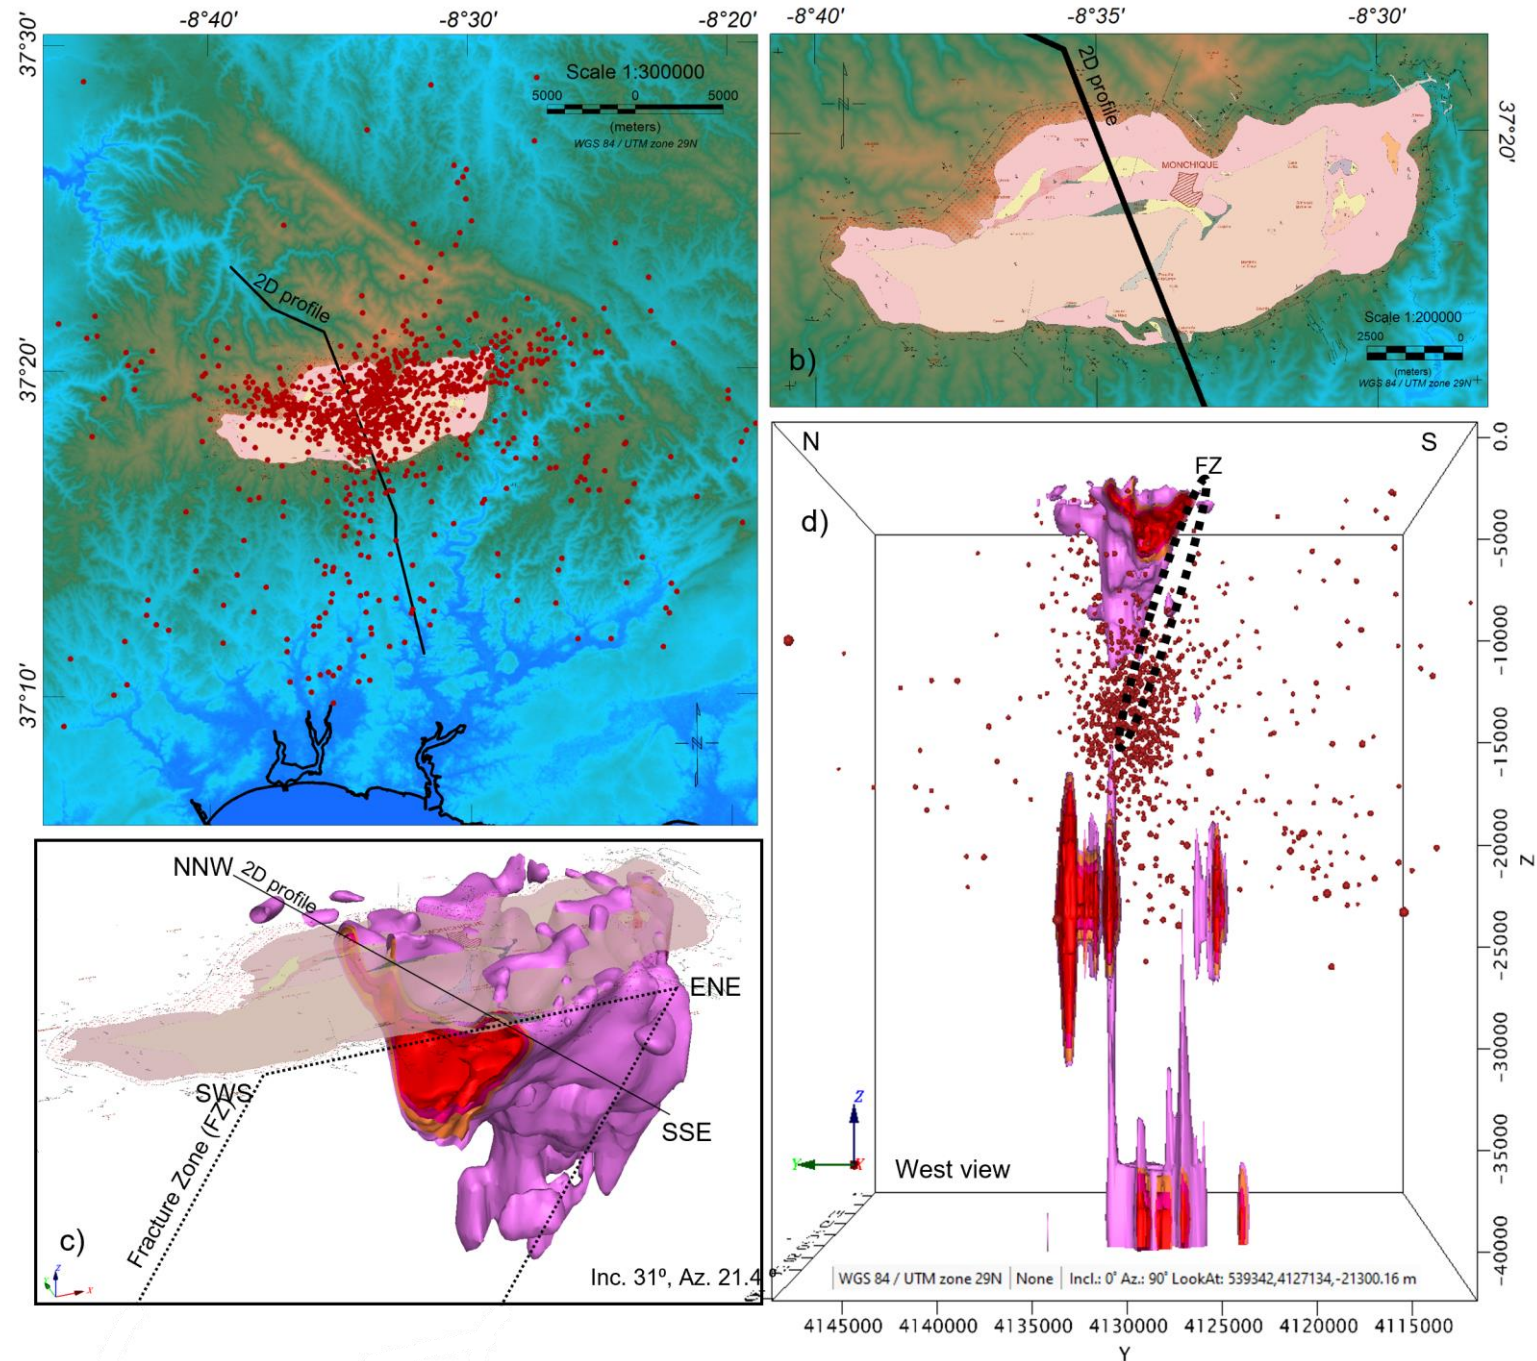 -8°40'
-8°30'
-8°20'
37°30'
37°20'
37°10'
Scale 1:300000
5000 0 5000
(meters)
WGS 84 / UTM zone 29N
2D profile
N
-8°40'
-8°35'
-8°30'
37°20'
2D profile
MONCHIQUE
N
b)
Scale 1:200000
2500 0
(meters)
WGS 84 / UTM zone 29N
NNW
2D profile
ENE
SWS
SSE
Fracture Zone (FZ)
c)
Inc. 31º, Az. 21.4º
N
S
FZ
d)
0.0
-5000
-10000
-15000
-20000
-25000
-30000
-35000
-40000
Z
Z
Y
X
West view
WGS 84 / UTM zone 29N None Incl.: 0° Az.: 90° LookAt: 539342,4127134,-21300.16 m
4145000 4140000 4135000 4130000 4125000 4120000 4115000
Y